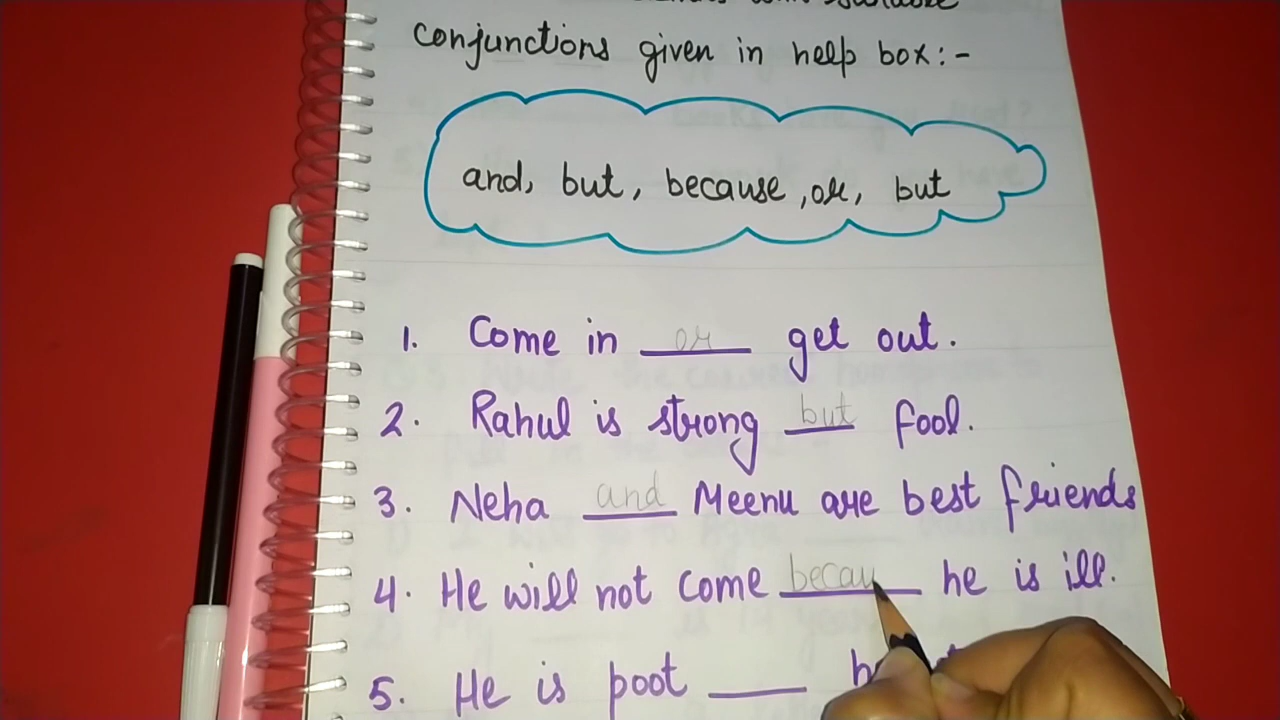 conjunctions given in help box:-
and, but, because, or, but
1. Come in or get out.
2. Rahul is strong but fool.
3. Neha and Meenu are best friends
4. He will not come becau he is ill.
5. He is poot